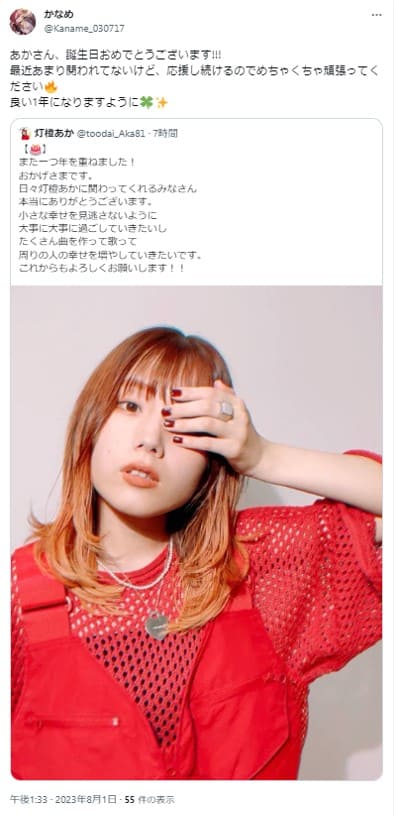 かなめ
@Kaname_030717
あかさん、誕生日おめでとうございます!!!
最近あまり関われてないけど、応援し続けるのでめちゃくちゃ頑張ってく
ださい🔥
良い1年になりますように🍀✨
灯橙あか @toodai_Aka81 · 7時間
【🎂】
また一つ年を重ねました！
おかげさまです。
日々灯橙あかに関わってくれるみなさん
本当にありがとうございます。
小さな幸せを見逃さないように
大事に大事に過ごしていきたいし
たくさん曲を作って歌って
周りの人の幸せを増やしていきたいです。
これからもよろしくお願いします！！
午後1:33 · 2023年8月1日 · 55 件の表示